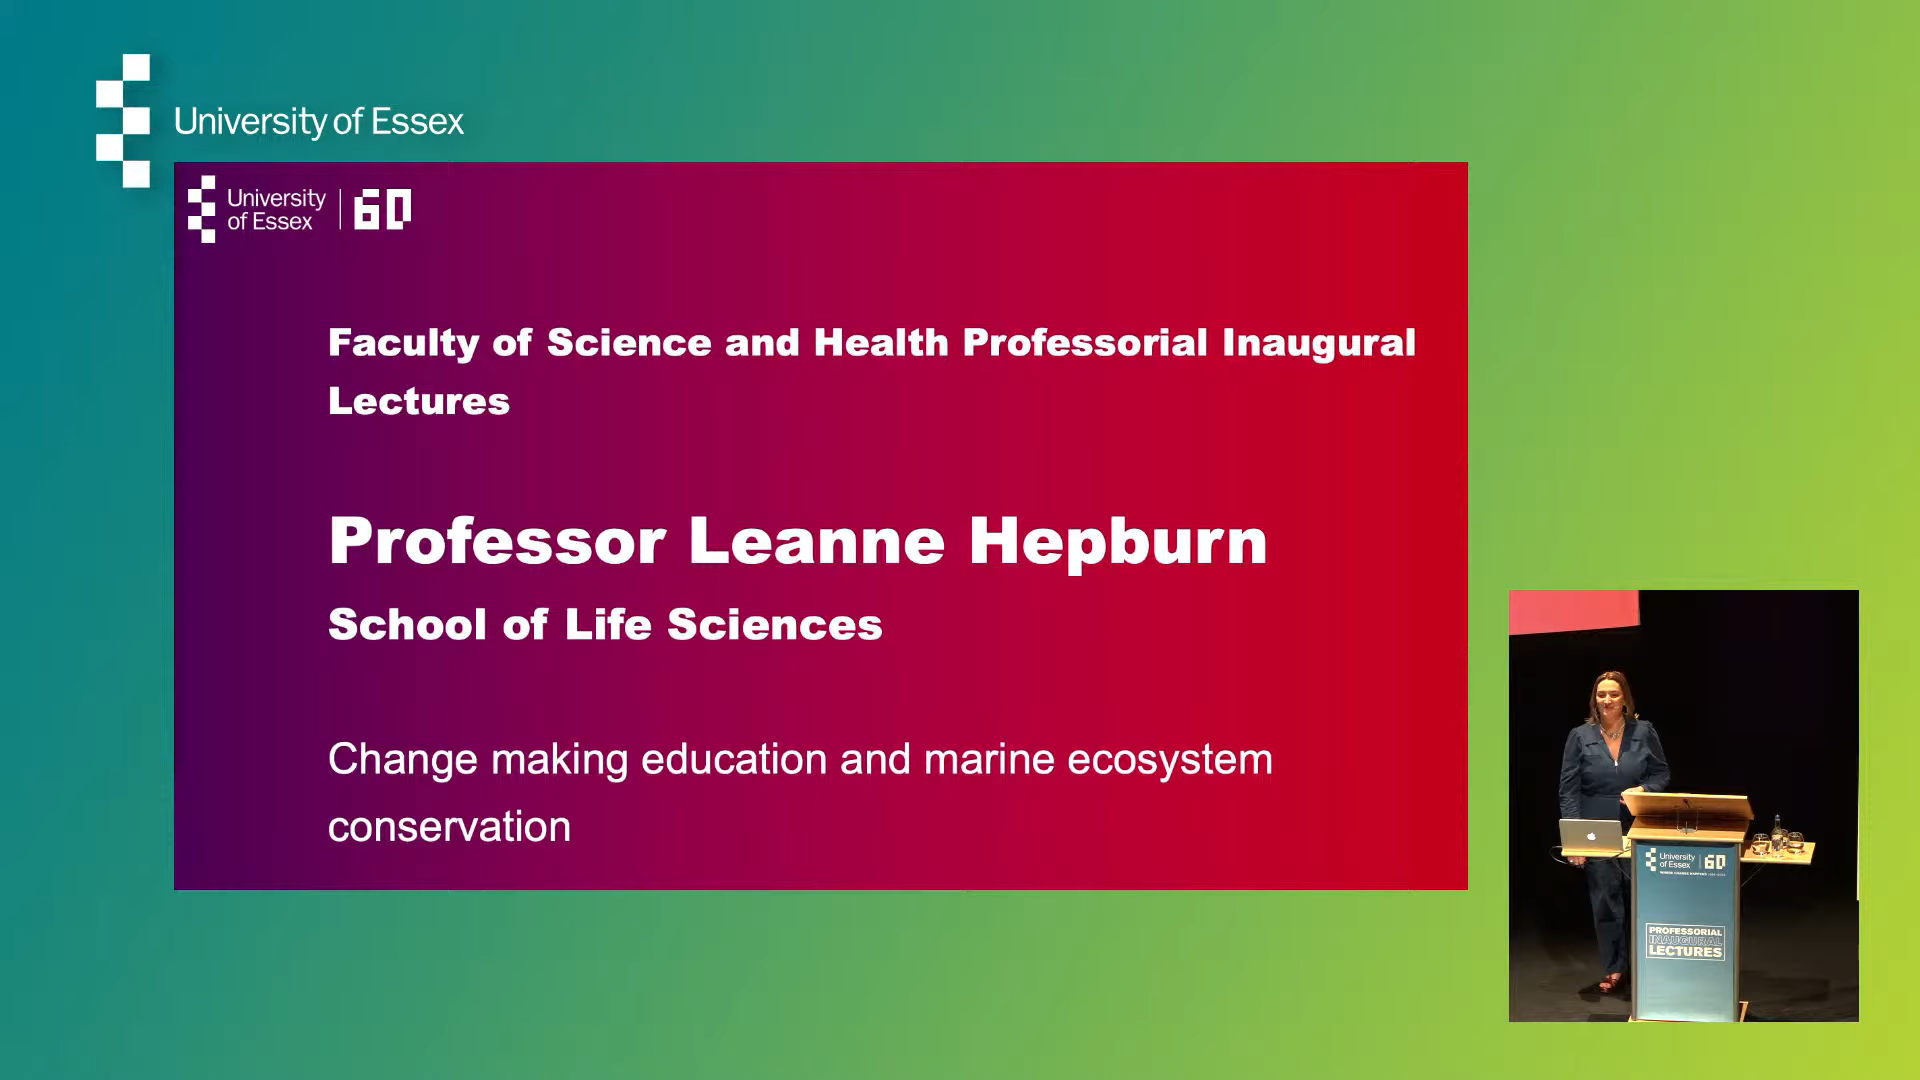 University of Essex
University
of Essex
60
Faculty of Science and Health Professorial Inaugural
Lectures
Professor Leanne Hepburn
School of Life Sciences
Change making education and marine ecosystem
conservation
University
of Essex
60
PROFESSORIAL
INAUGURAL
LECTURES